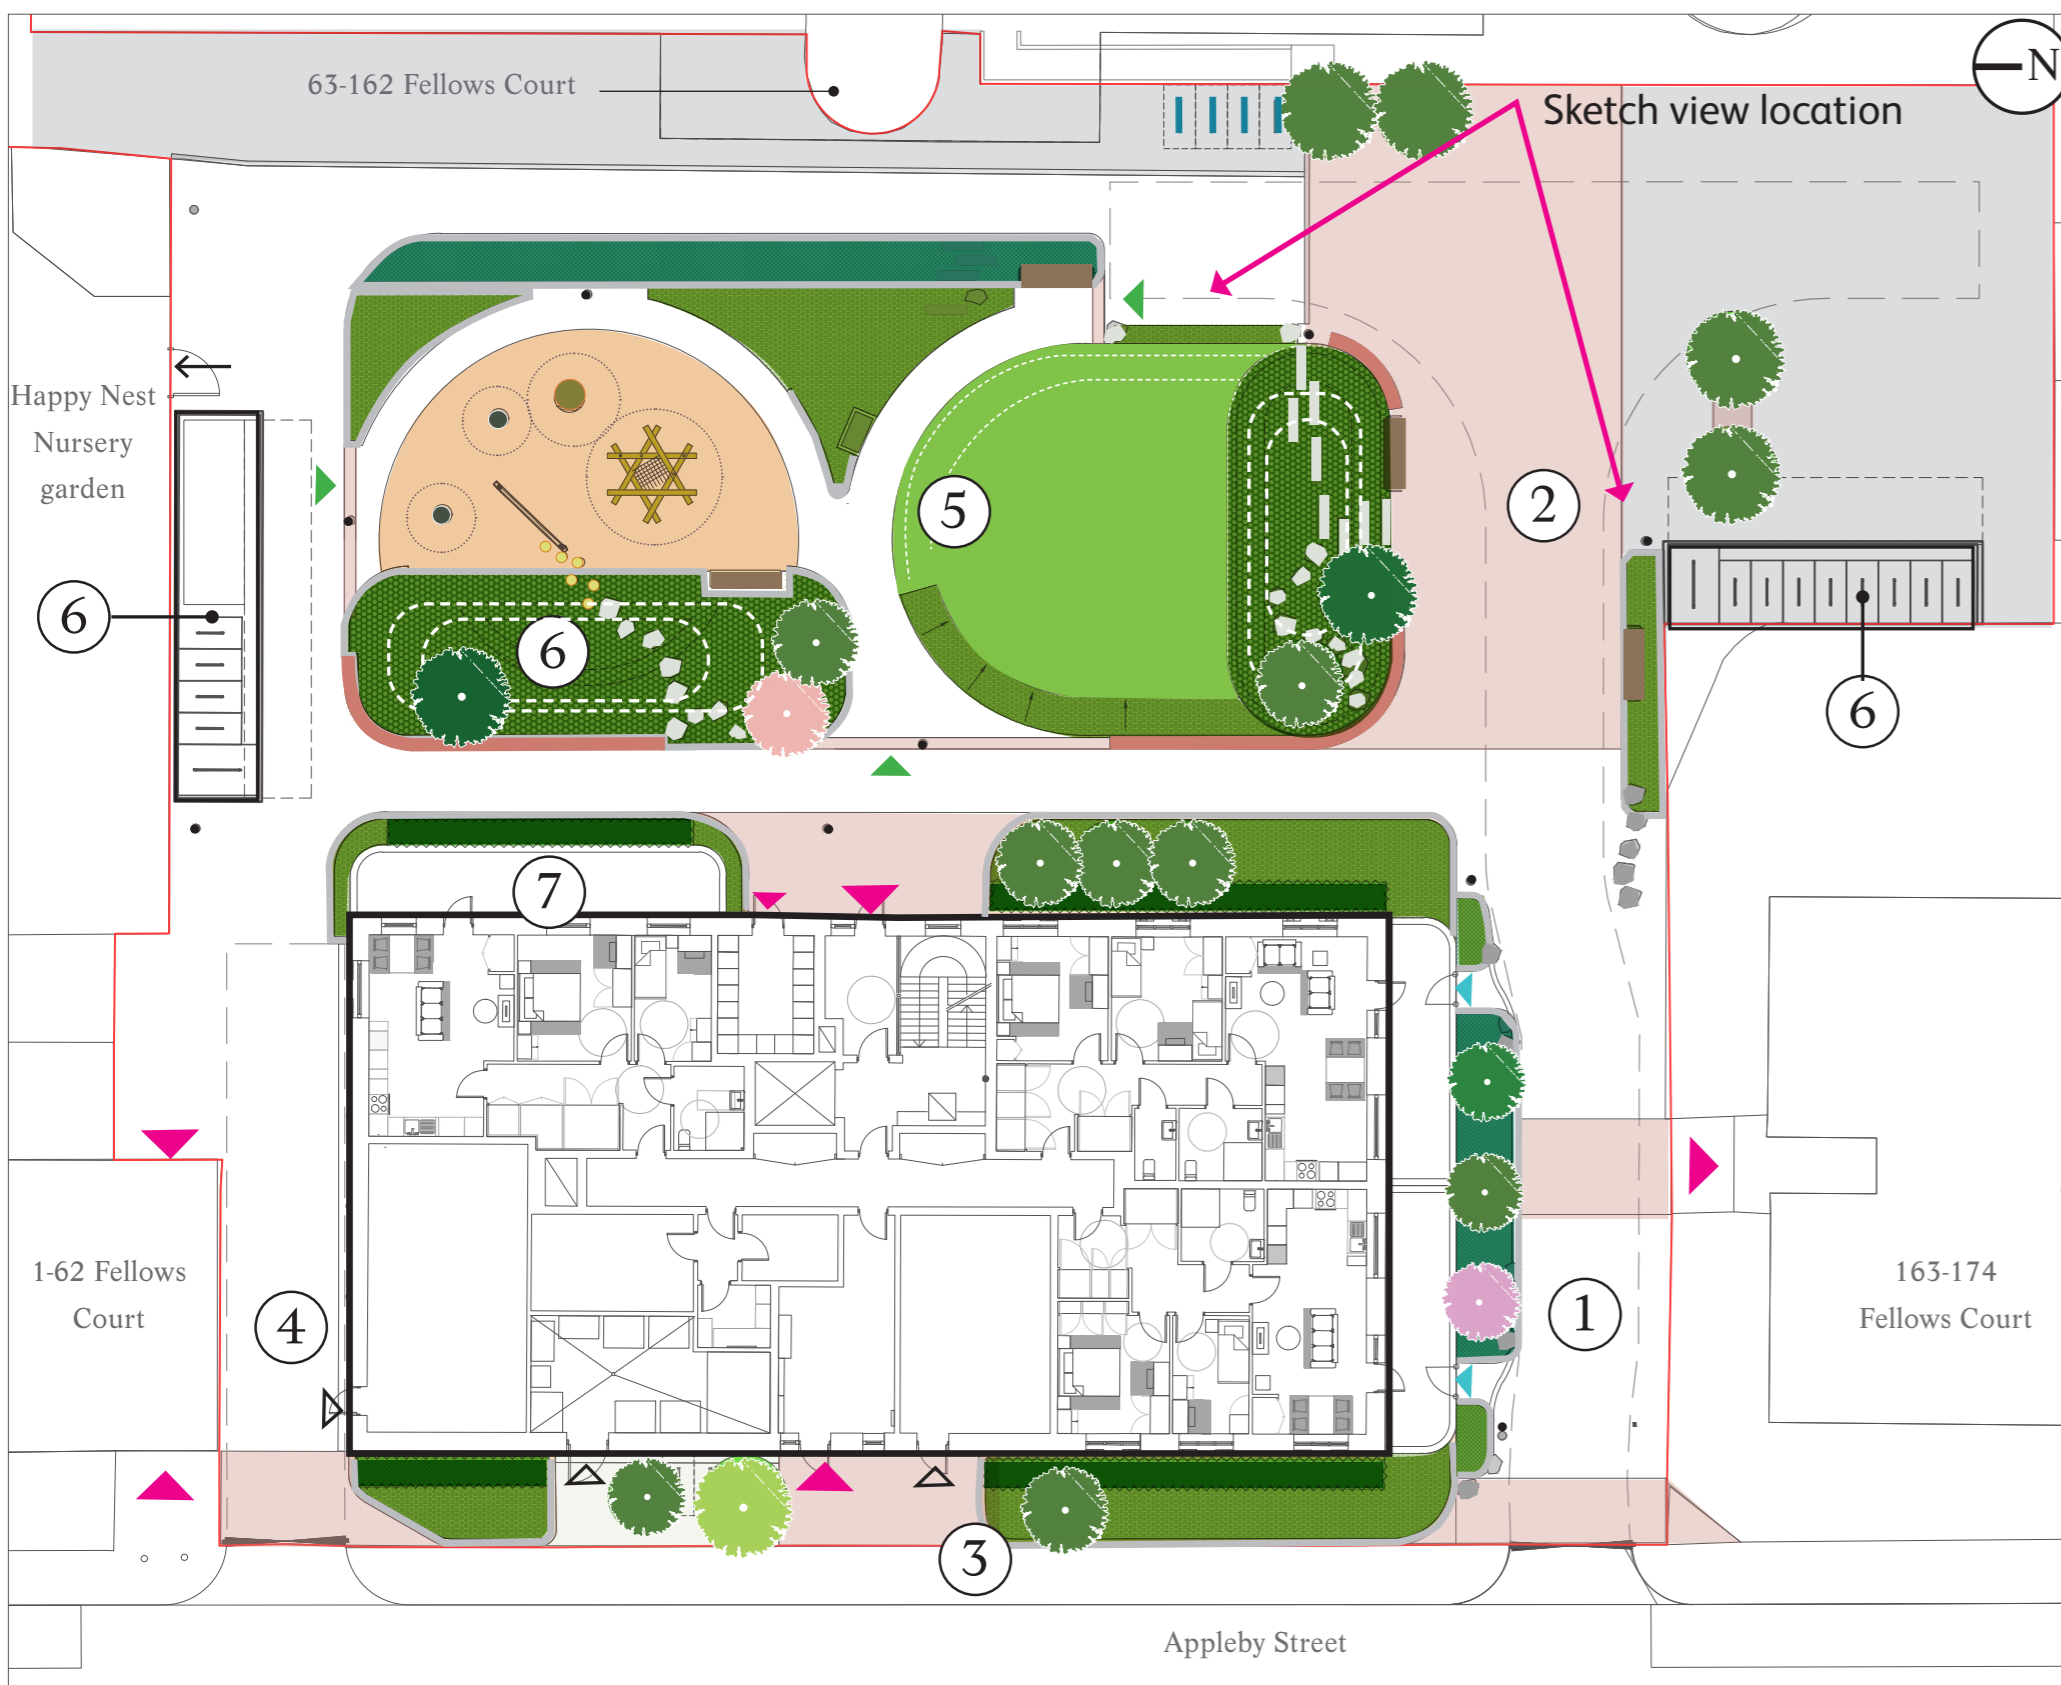 63-162 Fellows Court
N
Sketch view location
Happy Nest
Nursery
garden
5
2
6
6
6
7
1-62 Fellows
Court
4
1
163-174
Fellows Court
3
Appleby Street